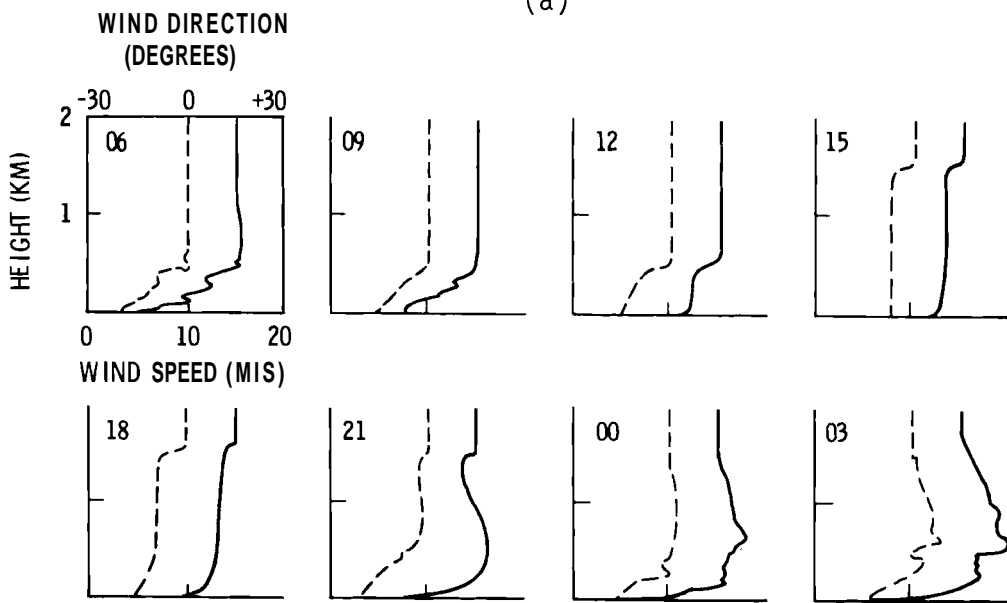 (a)
WIND DIRECTION
(DEGREES)
-30 0 +30
2
06
09
12
15
HEIGHT (KM)
1
0 10 20
WIND SPEED (MIS)
18
21
00
03